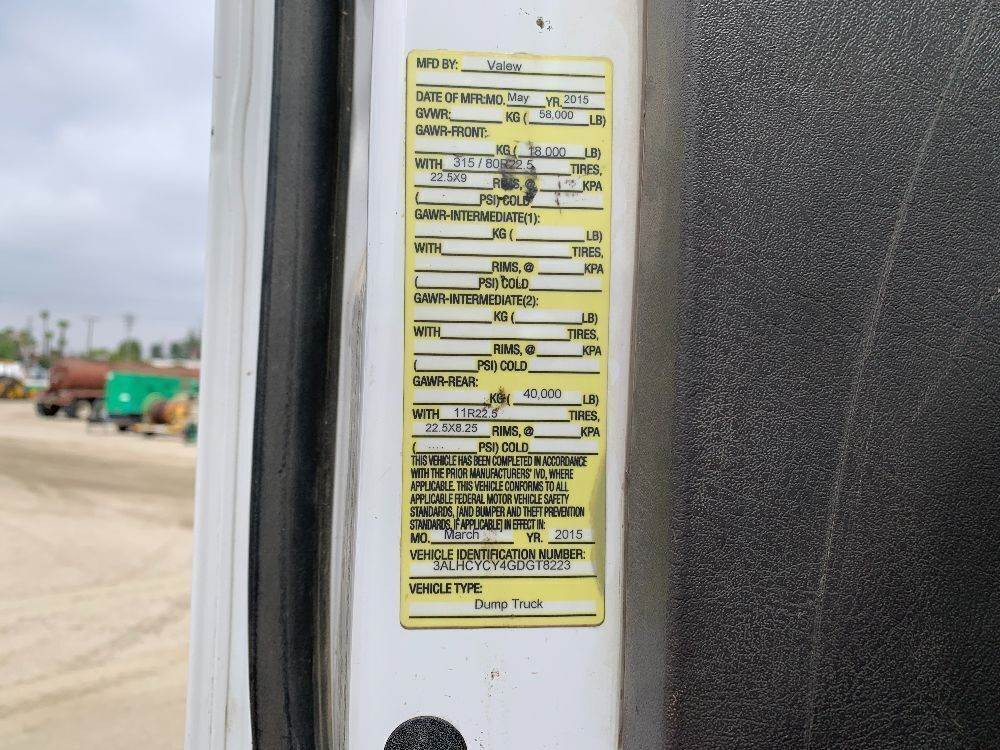 MFD BY: Valew
DATE OF MFR:MO. May YR. 2015
GVWR: KG ( 58,000 LB)
GAWR-FRONT:
KG ( 18,000 LB)
WITH 315 / 80R22.5 TIRES,
22.5X9 RIMS, @ KPA
( PSI) COLD
GAWR-INTERMEDIATE(1):
KG ( LB)
WITH TIRES,
RIMS, @ KPA
( PSI) COLD
GAWR-INTERMEDIATE(2):
KG ( LB)
WITH TIRES,
RIMS, @ KPA
( PSI) COLD
GAWR-REAR:
KG ( 40,000 LB)
WITH 11R22.5 TIRES,
22.5X8.25 RIMS, @ KPA
( .... PSI) COLD
THIS VEHICLE HAS BEEN COMPLETED IN ACCORDANCE
WITH THE PRIOR MANUFACTURERS' IVD, WHERE
APPLICABLE. THIS VEHICLE CONFORMS TO ALL
APPLICABLE FEDERAL MOTOR VEHICLE SAFETY
STANDARDS, [AND BUMPER AND THEFT PREVENTION
STANDARDS, IF APPLICABLE] IN EFFECT IN:
MO. March YR. 2015
VEHICLE IDENTIFICATION NUMBER:
3ALHCYCY4GDGT8223
VEHICLE TYPE:
Dump Truck